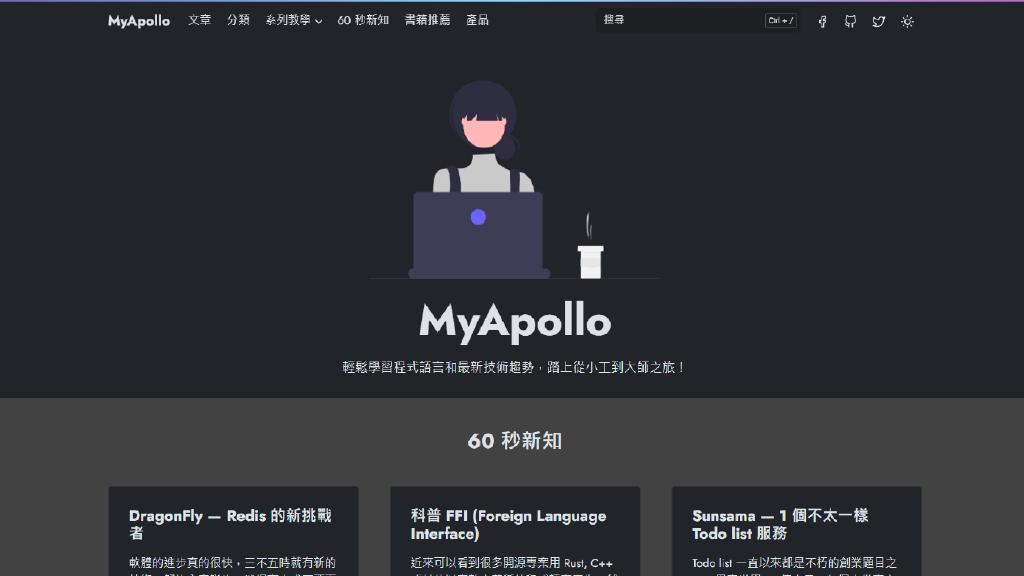 MyApollo 文章 分類 系列教學 60 秒新知 書籍推薦 產品 搜尋 Ctrl + /
MyApollo
輕鬆學習程式語言和最新技術趨勢，踏上從小工到大師之旅！
60 秒新知
DragonFly — Redis 的新挑戰
者
軟體的進步真的很快，三不五時就有新的
科普 FFI (Foreign Language
Interface)
近來可以看到很多開源專案用 Rust, C++
Sunsama — 1 個不太一樣
Todo list 服務
Todo list 一直以來都是不朽的創業題目之